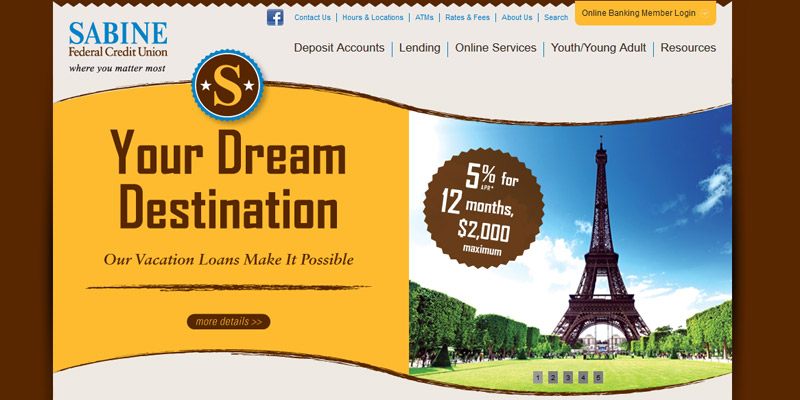 SABINE
Federal Credit Union
where you matter most
S
Contact Us | Hours & Locations | ATMs | Rates & Fees | About Us | Search
Online Banking Member Login
Deposit Accounts | Lending | Online Services | Youth/Young Adult | Resources
Your Dream
Destination
Our Vacation Loans Make It Possible
more details >>
5% for
APR*
12 months,
$2,000
maximum
1 2 3 4 5